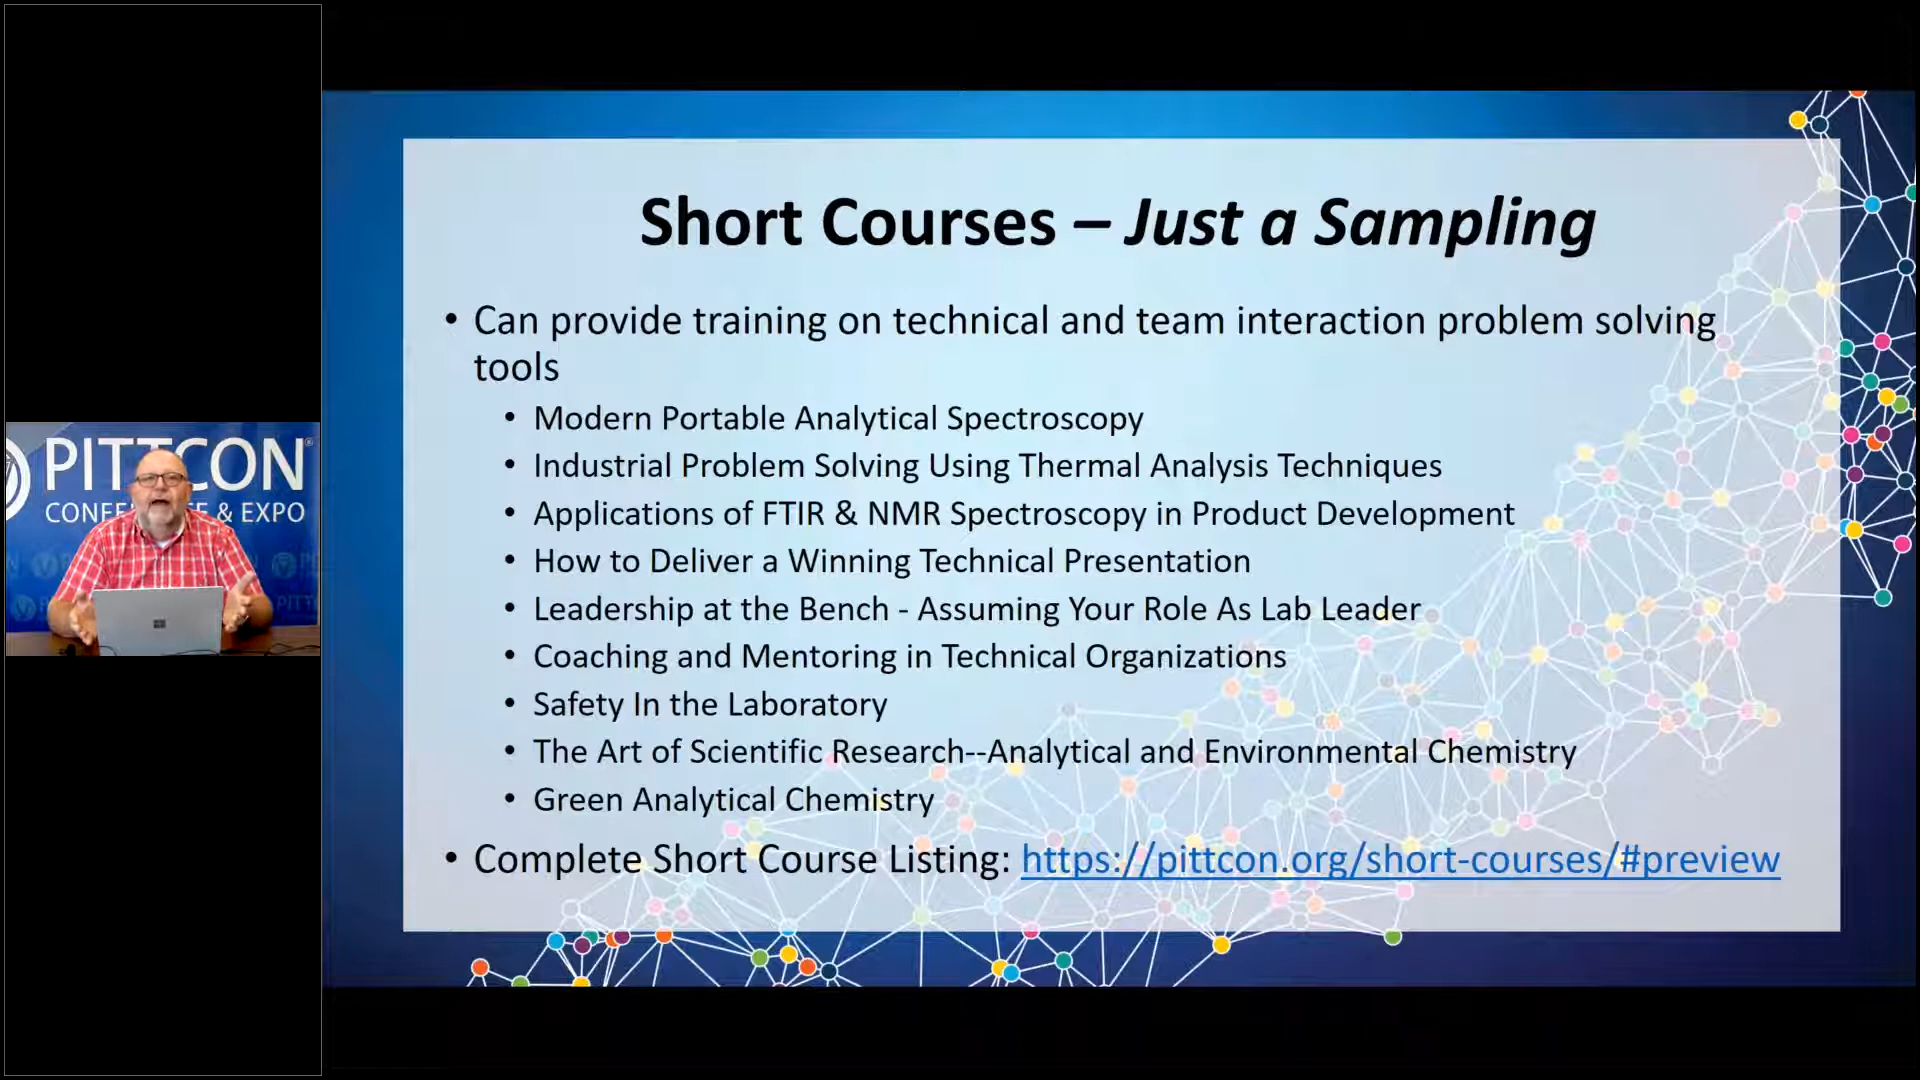 PITTCON®
CONFE & EXPO
Short Courses – Just a Sampling
• Can provide training on technical and team interaction problem solving
tools
• Modern Portable Analytical Spectroscopy
• Industrial Problem Solving Using Thermal Analysis Techniques
• Applications of FTIR & NMR Spectroscopy in Product Development
• How to Deliver a Winning Technical Presentation
• Leadership at the Bench - Assuming Your Role As Lab Leader
• Coaching and Mentoring in Technical Organizations
• Safety In the Laboratory
• The Art of Scientific Research--Analytical and Environmental Chemistry
• Green Analytical Chemistry
• Complete Short Course Listing: https://pittcon.org/short-courses/#preview